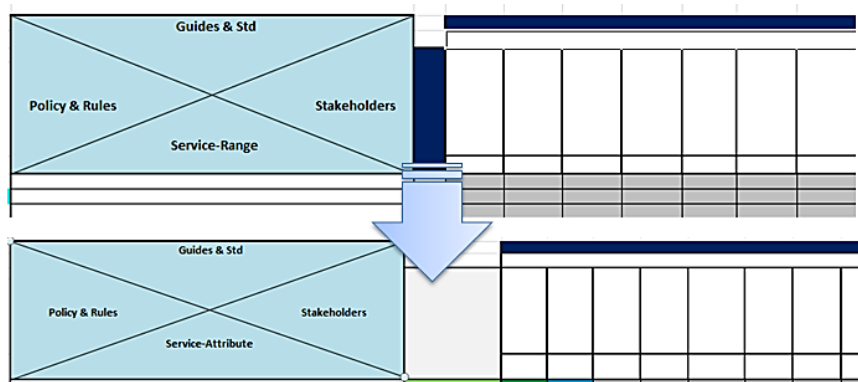 Guides & Std
Policy & Rules
Stakeholders
Service-Range
Guides & Std
Policy & Rules
Stakeholders
Service-Attribute